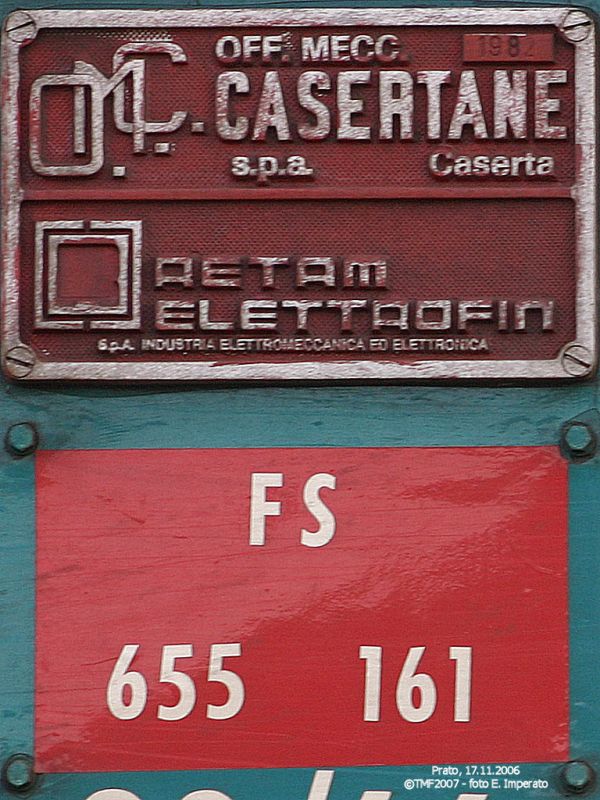 OMC.
OFF. MECC. 1982
CASERTANE
s.p.a. Caserta
RETAM
ELETTROFIN
S.p.A. INDUSTRIA ELETTROMECCANICA ED ELETTRONICA
FS
655 161
Prato, 17.11.2006
©TMF2007 - foto E. Imperato